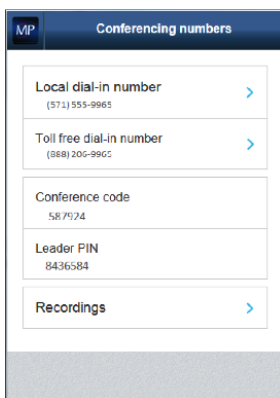 MP Conferencing numbers
Local dial-in number
(571) 555-9965
Toll free dial-in number
(888) 206-9965
Conference code
587924
Leader PIN
8436584
Recordings